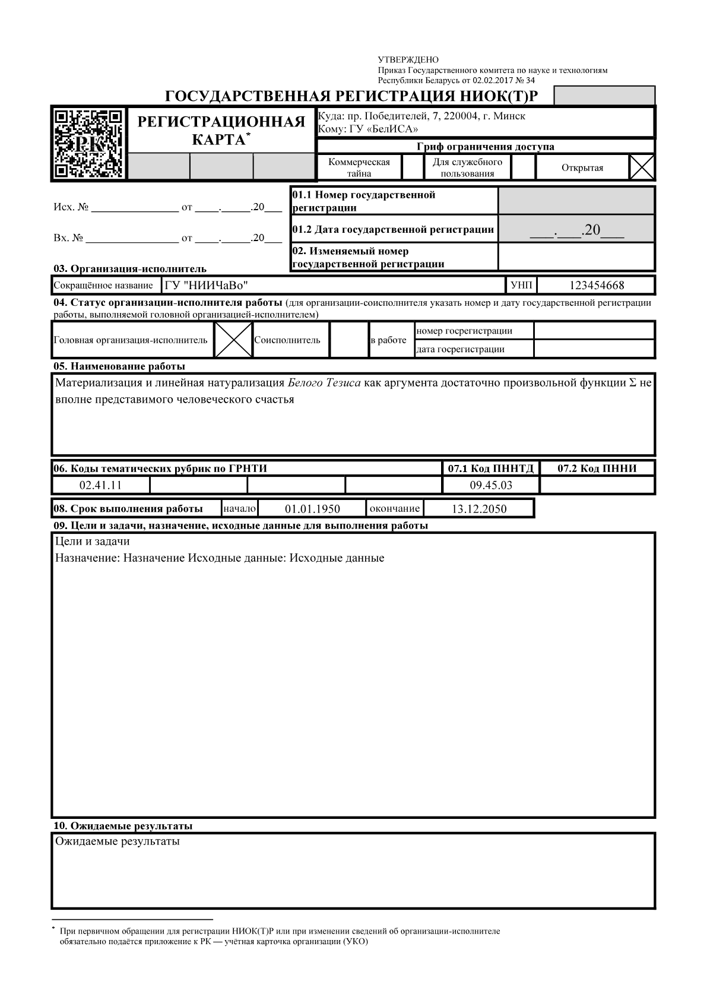 УТВЕРЖДЕНО
Приказ Государственного комитета по науке и технологиям
Республики Беларусь от 02.02.2017 № 34
ГОСУДАРСТВЕННАЯ РЕГИСТРАЦИЯ НИОК(Т)Р
РК
РЕГИСТРАЦИОННАЯ
КАРТА*
Куда: пр. Победителей, 7, 220004, г. Минск
Кому: ГУ «БелИСА»
Гриф ограничения доступа
Коммерческая
тайна
Для служебного
пользования
Открытая
Исх. № ________________ от ____._____.20___
Вх. № _________________ от ____._____.20___
01.1 Номер государственной
регистрации
01.2 Дата государственной регистрации
___.___.20___
02. Изменяемый номер
государственной регистрации
03. Организация-исполнитель
Сокращённое название ГУ "НИИЧаВо" УНП 123454668
04. Статус организации-исполнителя работы (для организации-соисполнителя указать номер и дату государственной регистрации
работы, выполняемой головной организацией-исполнителем)
Головная организация-исполнитель
Соисполнитель
в работе
номер госрегистрации
дата госрегистрации
05. Наименование работы
Материализация и линейная натурализация Белого Тезиса как аргумента достаточно произвольной функции Σ не
вполне представимого человеческого счастья
06. Коды тематических рубрик по ГРНТИ 07.1 Код ПННТД 07.2 Код ПННИ
02.41.11 09.45.03
08. Срок выполнения работы начало 01.01.1950 окончание 13.12.2050
09. Цели и задачи, назначение, исходные данные для выполнения работы
Цели и задачи
Назначение: Назначение Исходные данные: Исходные данные
10. Ожидаемые результаты
Ожидаемые результаты
* При первичном обращении для регистрации НИОК(Т)Р или при изменении сведений об организации-исполнителе
обязательно подаётся приложение к РК — учётная карточка организации (УКО)